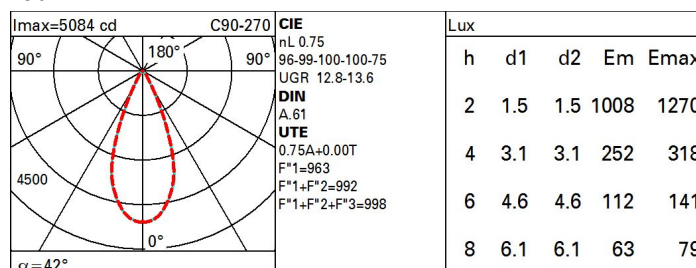 Imax=5084 cd C90-270
90° 180° 90°
4500
0°
α=42°
CIE
nL 0.75
96-99-100-100-75
UGR 12.8-13.6
DIN
A.61
UTE
0.75A+0.00T
F"1=963
F"1+F"2=992
F"1+F"2+F"3=998
Lux
h d1 d2 Em Emax
2 1.5 1.5 1008 1270
4 3.1 3.1 252 318
6 4.6 4.6 112 141
8 6.1 6.1 63 79